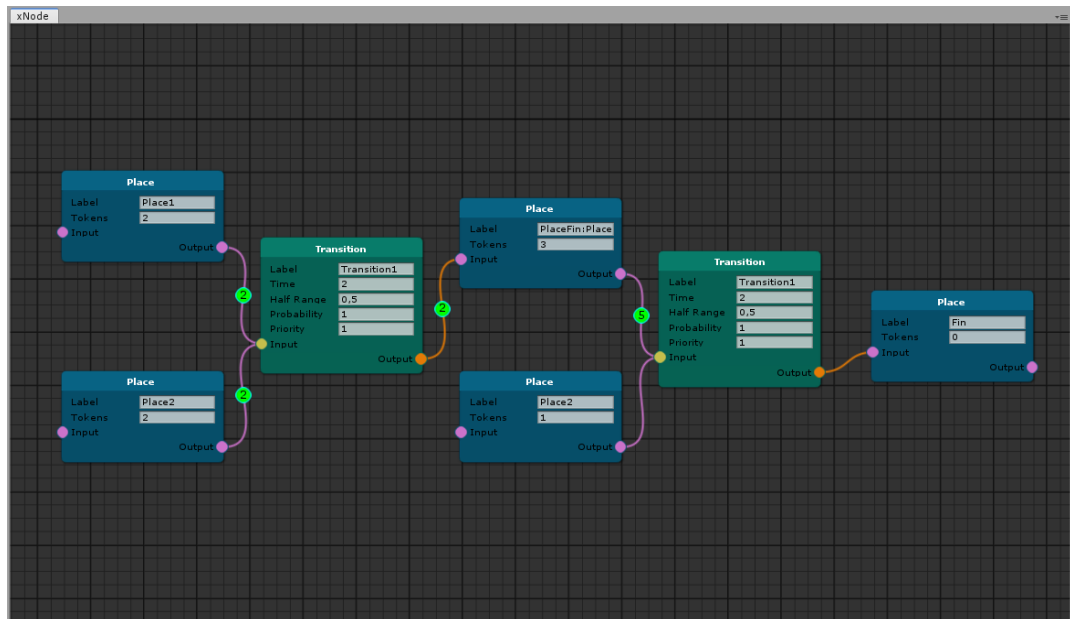 xNode
Place
Label Place1
Tokens 2
Input
Output
2
Place
Label Place2
Tokens 2
Input
Output
2
Transition
Label Transition1
Time 2
Half Range 0,5
Probability 1
Priority 1
Input
Output
2
Place
Label PlaceFin:Place
Tokens 3
Input
Output
5
Place
Label Place2
Tokens 1
Input
Output
Transition
Label Transition1
Time 2
Half Range 0,5
Probability 1
Priority 1
Input
Output
Place
Label Fin
Tokens 0
Input
Output